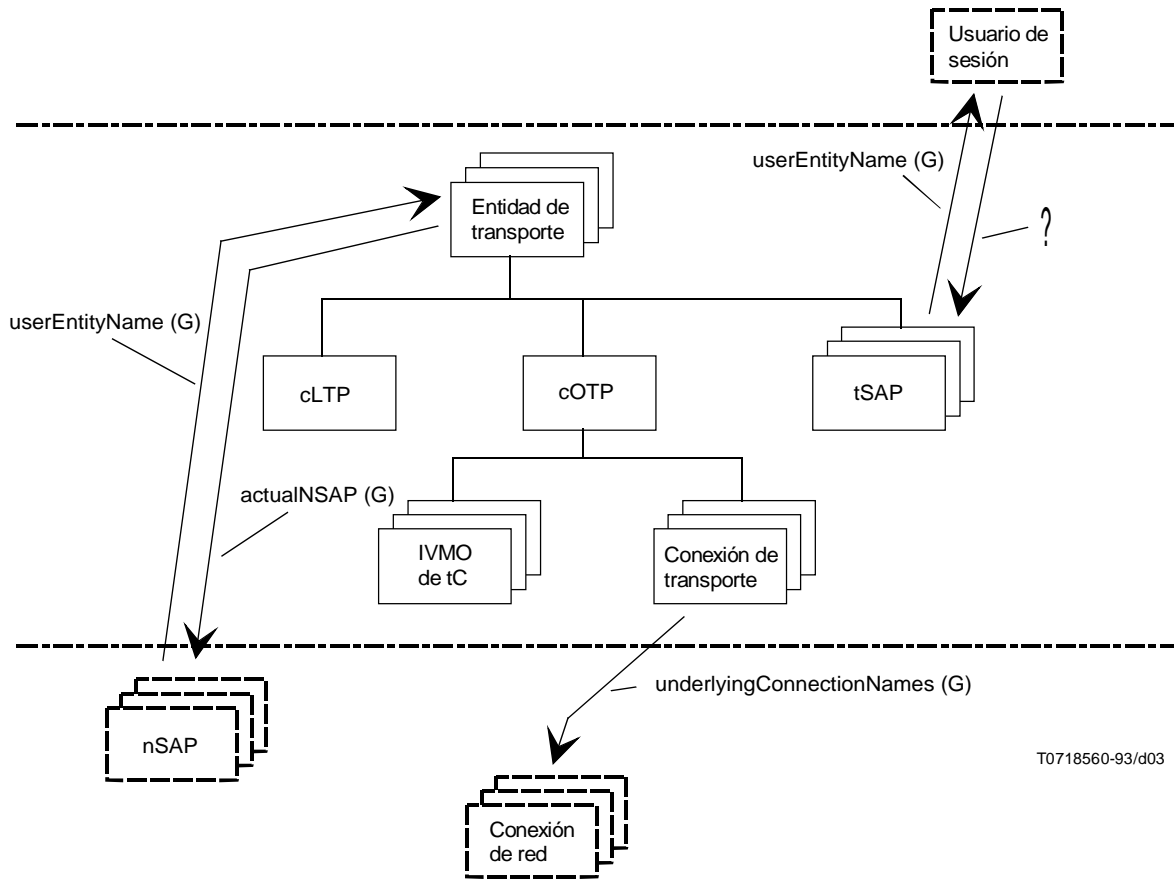 Usuario de
sesión
userEntityName (G)
?
Entidad de
transporte
userEntityName (G)
cLTP
cOTP
tSAP
actualNSAP (G)
IVMO
de tC
Conexión de
transporte
underlyingConnectionNames (G)
nSAP
T0718560-93/d03
Conexión
de red